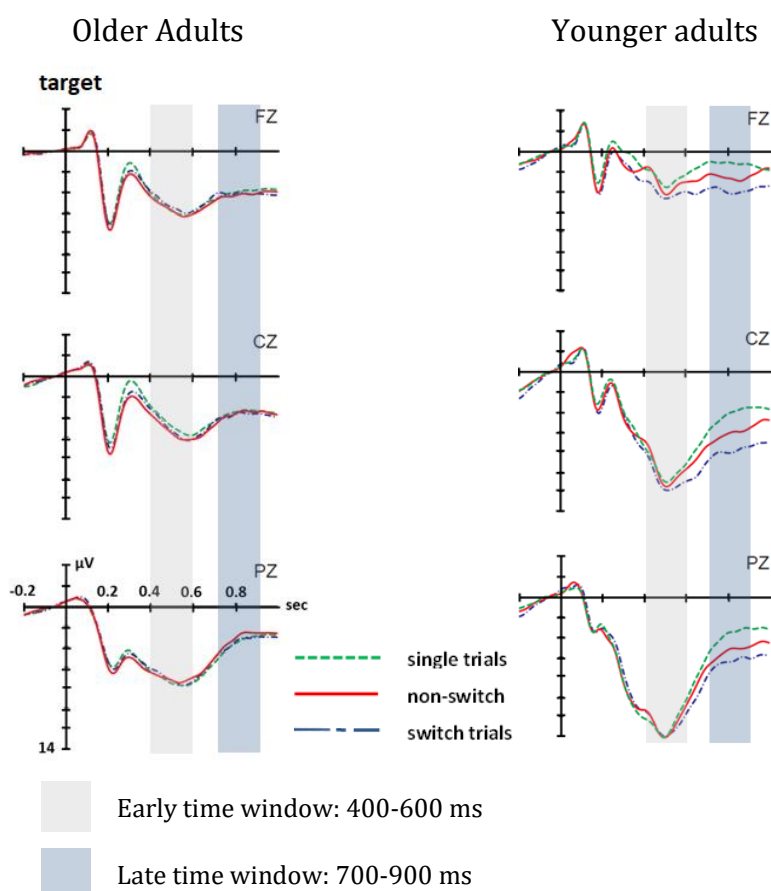 Older Adults
Younger adults
target
FZ
FZ
CZ
CZ
µV
PZ
PZ
-0.2 0.2 0.4 0.6 0.8
sec
single trials
non-switch
14
switch trials
Early time window: 400-600 ms
Late time window: 700-900 ms